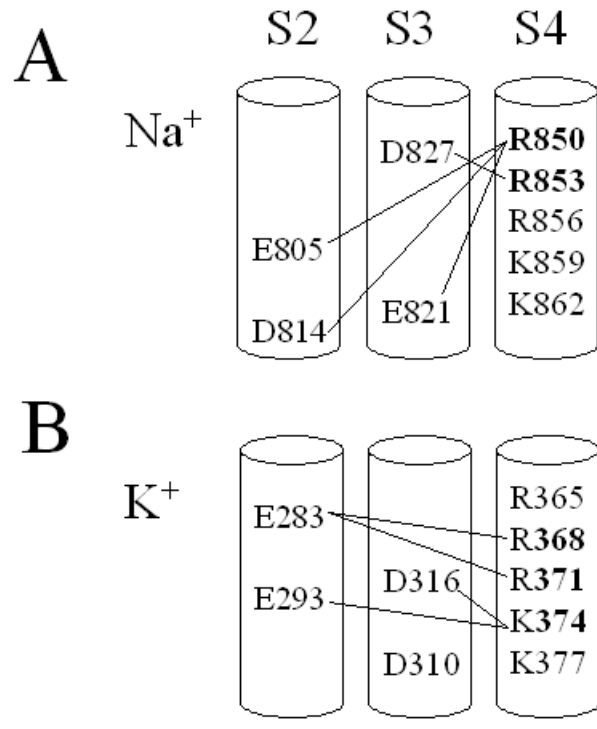 S2 S3 S4
A
Na⁺
D827
R850
R853
R856
E805
K859
E821
K862
D814
B
K⁺
R365
E283
R368
R371
D316
E293
K374
D310
K377